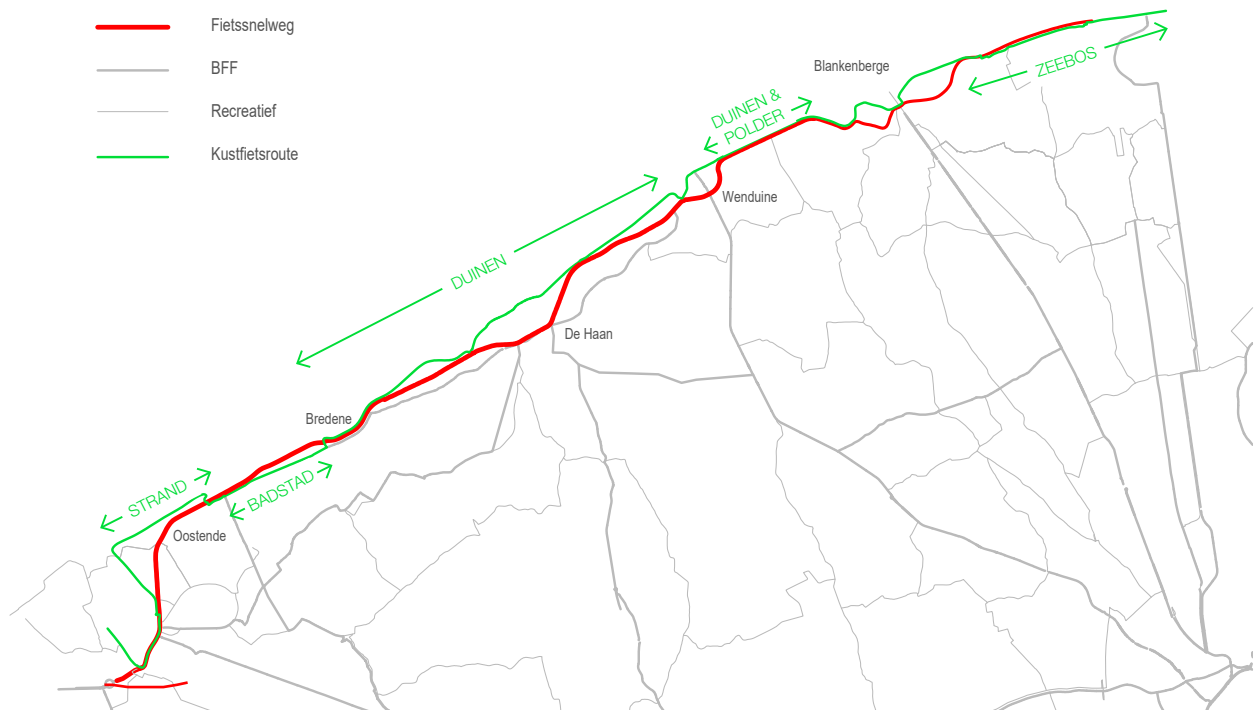 Fietssnelweg
BFF
Recreatief
Kustfietsroute
Blankenberge
ZEEBOS
DUINEN &
POLDER
Wenduine
DUINEN
De Haan
Bredene
STRAND
BADSTAD
Oostende